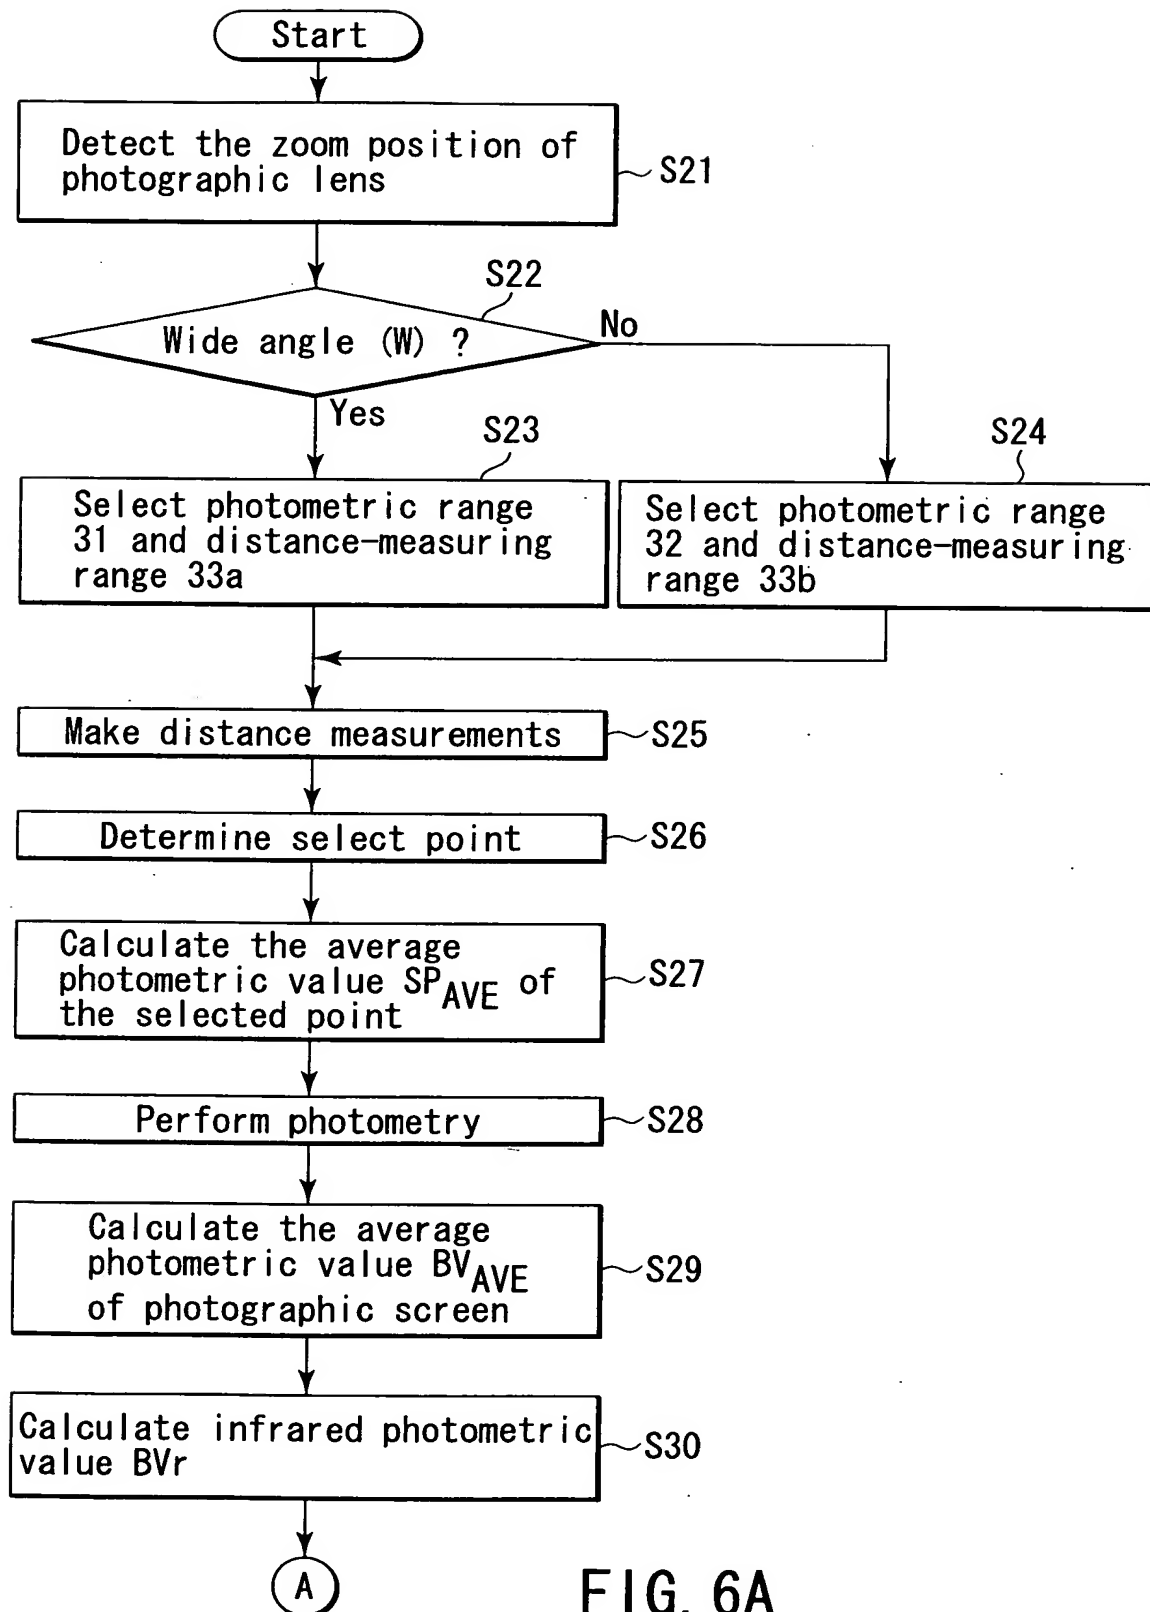 Start
Detect the zoom position of
photographic lens
S21
S22
Wide angle (W) ?
No
Yes
S23
Select photometric range
31 and distance-measuring
range 33a
S24
Select photometric range
32 and distance-measuring
range 33b
Make distance measurements
S25
Determine select point
S26
Calculate the average
photometric value SPAVE of
the selected point
S27
Perform photometry
S28
Calculate the average
photometric value BVAVE
of photographic screen
S29
Calculate infrared photometric
value BVr
S30
A
FIG. 6A